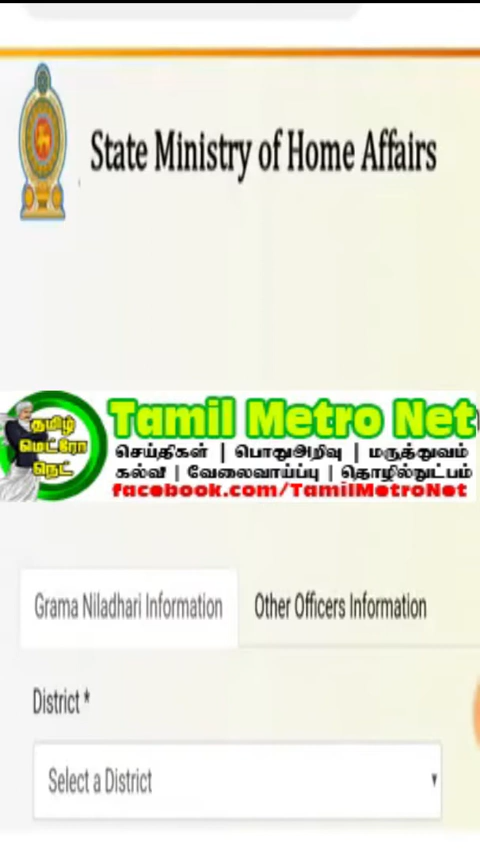 State Ministry of Home Affairs
தமிழ்
மெட்ரோ
நெட்
Tamil Metro Net
செய்திகள் | பொதுஅறிவு | மருத்துவம்
கல்வி | வேலைவாய்ப்பு | தொழில்நுட்பம்
facebook.com/TamilMetroNet
Grama Niladhari Information
Other Officers Information
District *
Select a District